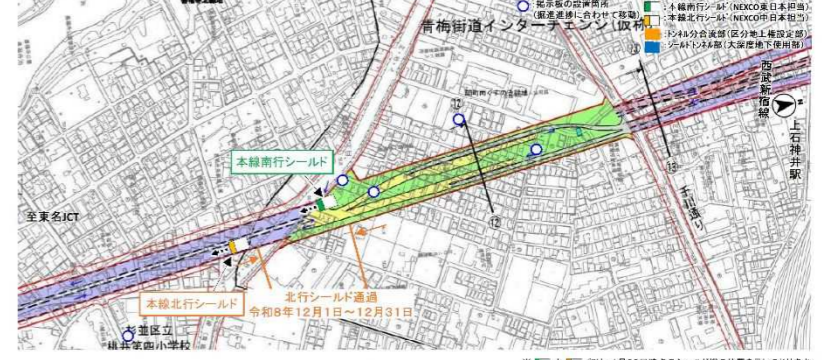 掲示板の設置箇所
(掘進進捗に合わせて移動)
:本線南行シールド(NEXCO東日本担当)
:本線北行シールド(NEXCO中日本担当)
:トンネル分合流部(区分地上権設定部)
:シールドトンネル部(大深度地下使用部)
青梅街道インターチェンジ(仮称)
西武新宿線
上石神井駅
千川通り
12
12
13
13
本線南行シールド
至東名JCT
本線北行シールド
北行シールド通過
令和8年12月1日~12月31日
杉並区立
桃井第四小学校